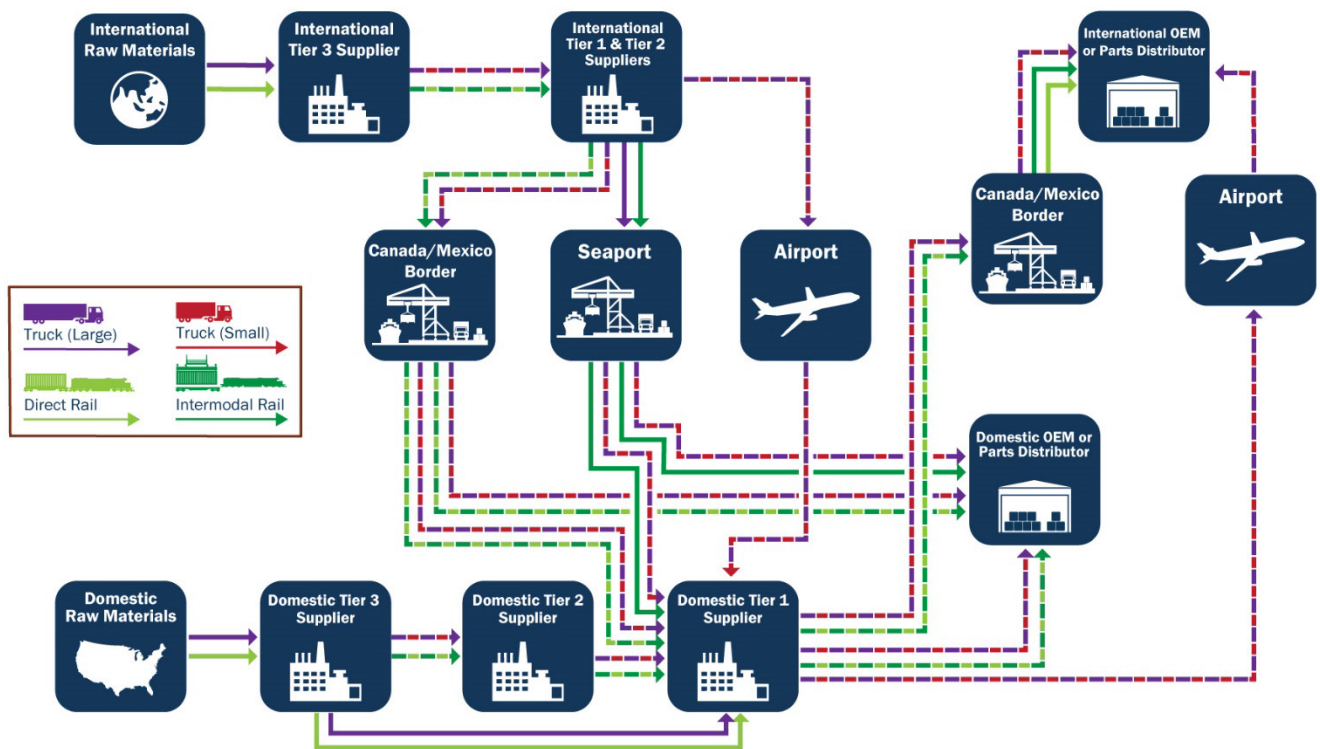 International
Raw Materials
International
Tier 3 Supplier
International
Tier 1 & Tier 2
Suppliers
International OEM
or Parts Distributor
Canada/Mexico
Border
Seaport
Airport
Canada/Mexico
Border
Airport
Truck (Large)
Truck (Small)
Direct Rail
Intermodal Rail
Domestic OEM or
Parts Distributor
Domestic
Raw Materials
Domestic Tier 3
Supplier
Domestic Tier 2
Supplier
Domestic Tier 1
Supplier